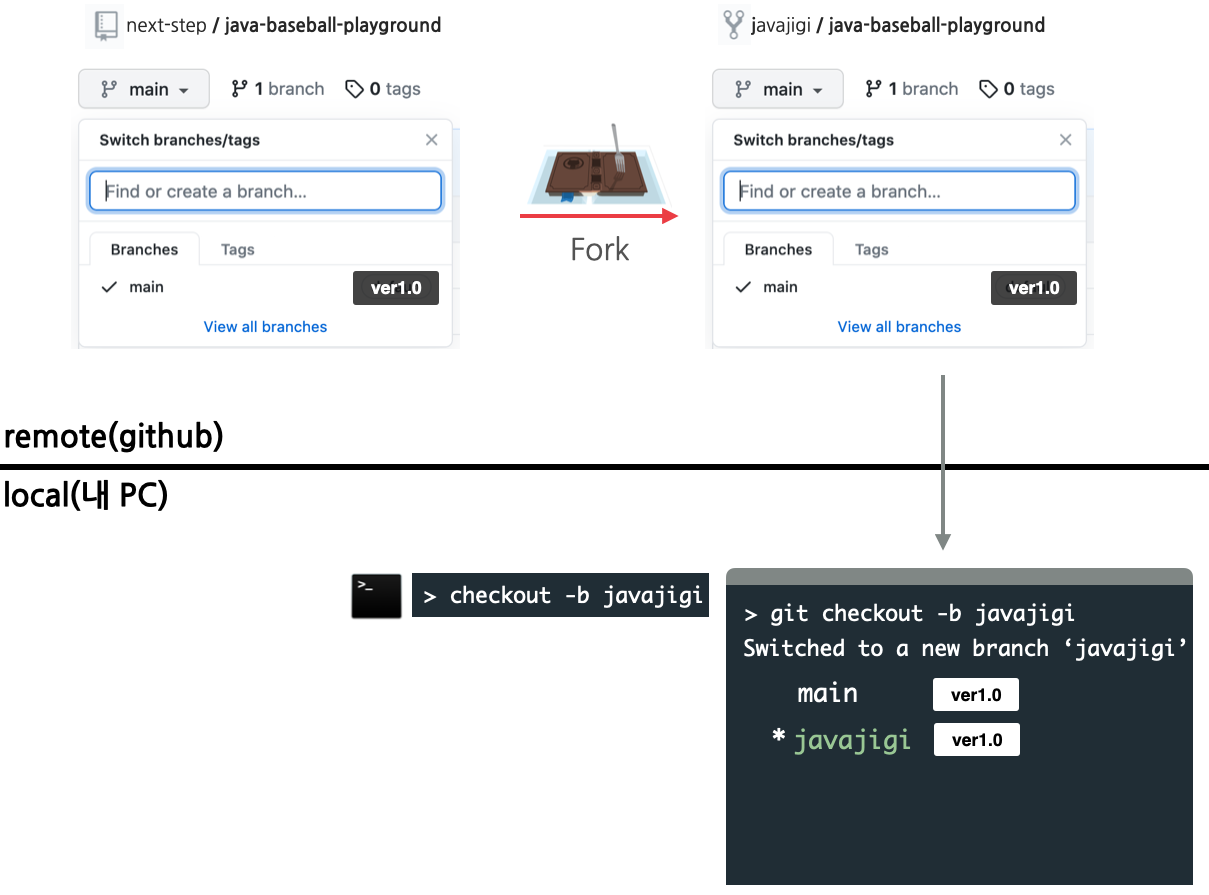 next-step / java-baseball-playground
main
1 branch
0 tags
Switch branches/tags
Find or create a branch...
Branches
Tags
main
ver1.0
View all branches
Fork
javajigi / java-baseball-playground
main
1 branch
0 tags
Switch branches/tags
Find or create a branch...
Branches
Tags
main
ver1.0
View all branches
remote(github)
local(내 PC)
>_
> checkout -b javajigi
> git checkout -b javajigi
Switched to a new branch ‘javajigi’
main ver1.0
* javajigi ver1.0